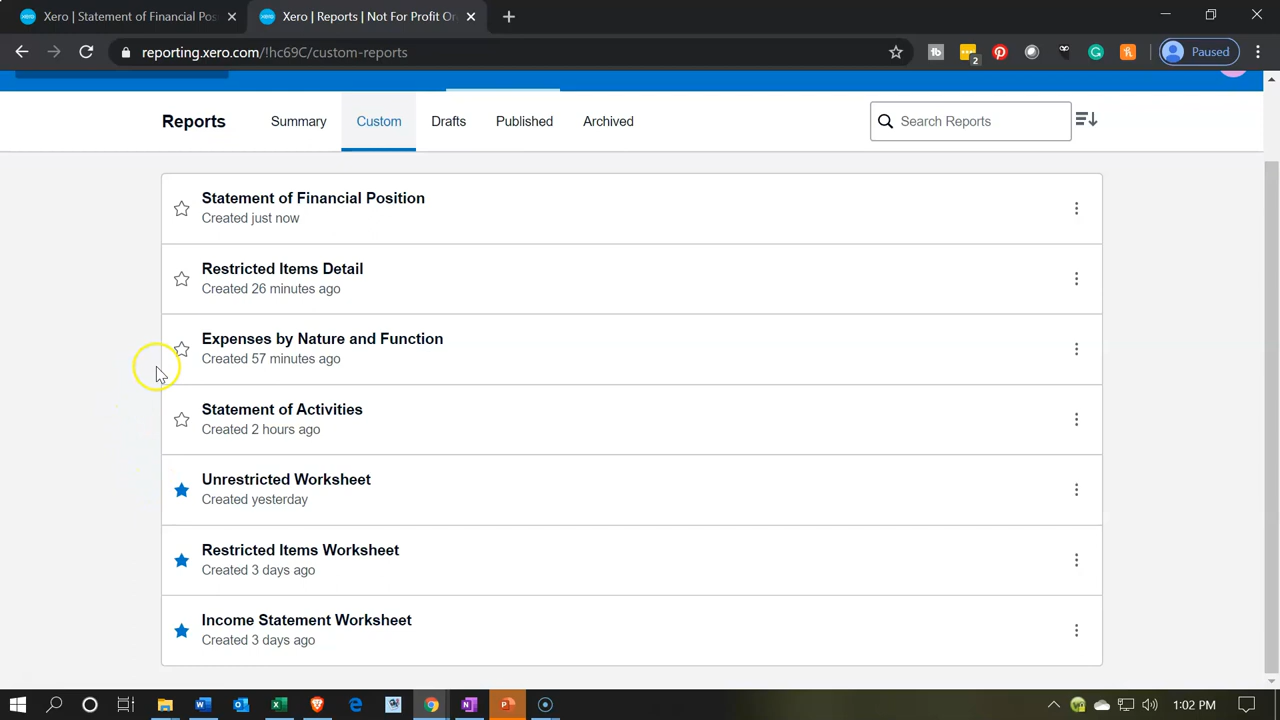 Xero | Statement of Financial Pos
Xero | Reports | Not For Profit Or
reporting.xero.com/!hc69C/custom-reports
2
Paused
Reports
Summary
Custom
Drafts
Published
Archived
Search Reports
Statement of Financial Position
Created just now
Restricted Items Detail
Created 26 minutes ago
Expenses by Nature and Function
Created 57 minutes ago
Statement of Activities
Created 2 hours ago
Unrestricted Worksheet
Created yesterday
Restricted Items Worksheet
Created 3 days ago
Income Statement Worksheet
Created 3 days ago
1:02 PM